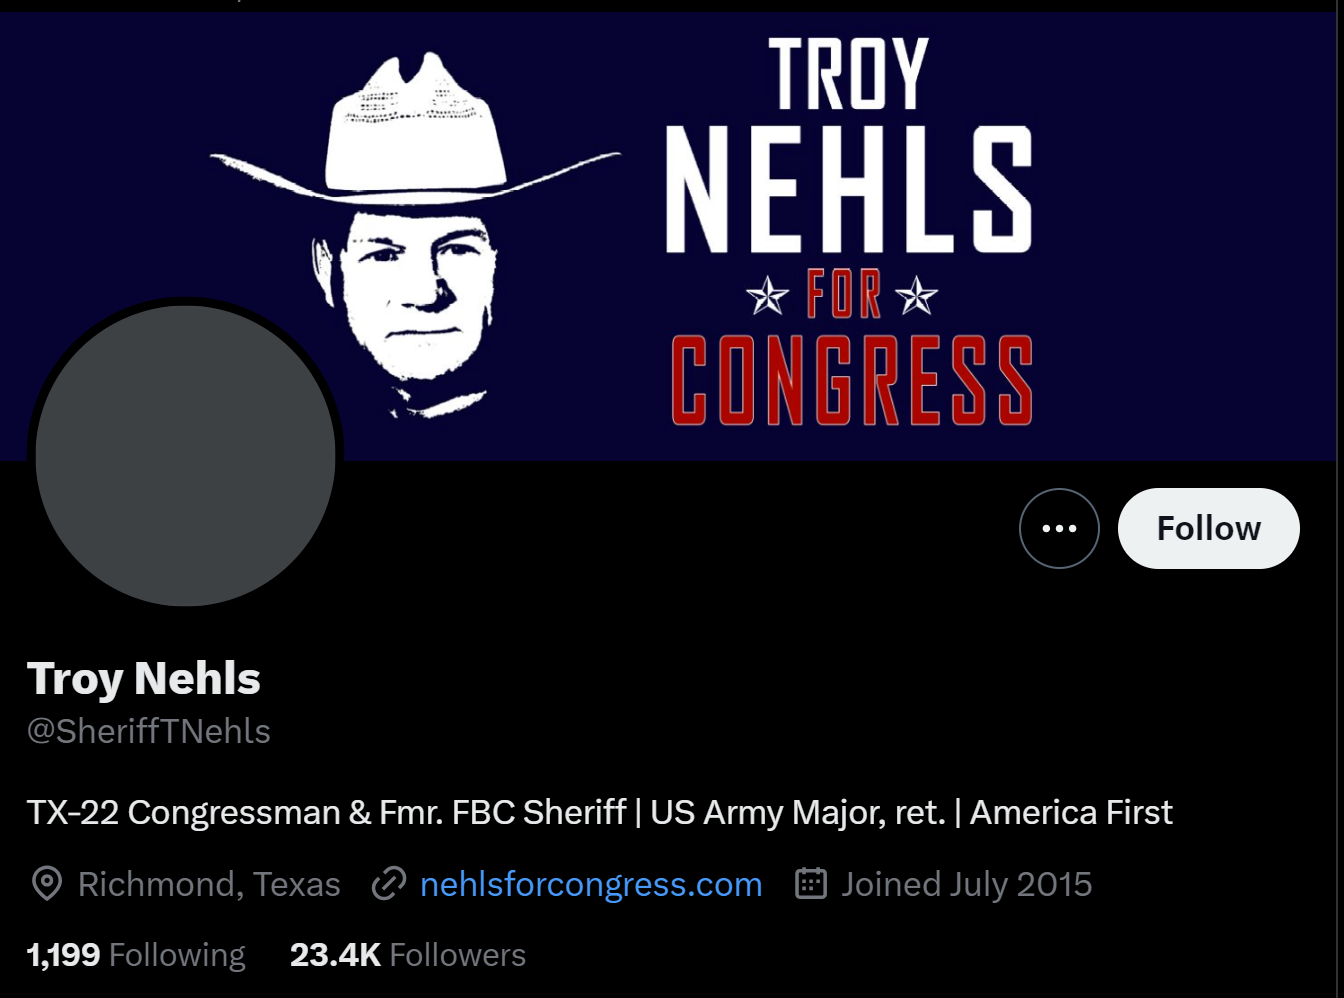 TROY
NEHLS
FOR
CONGRESS
Follow
Troy Nehls
@SheriffTNehls
TX-22 Congressman & Fmr. FBC Sheriff | US Army Major, ret. | America First
Richmond, Texas nehlsforcongress.com Joined July 2015
1,199 Following 23.4K Followers